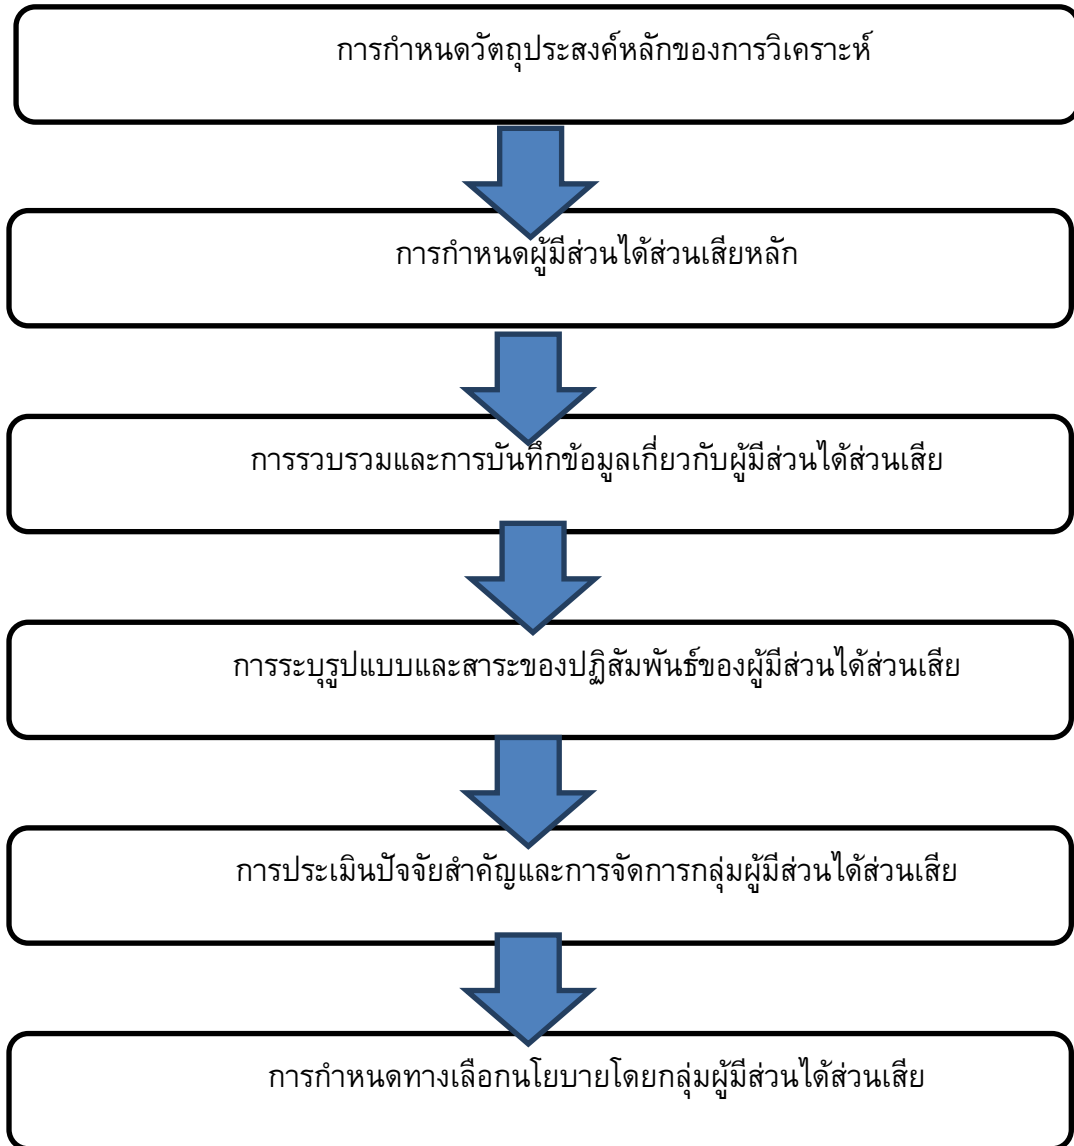 การกำหนดวัตถุประสงค์หลักของการวิเคราะห์
การกำหนดผู้มีส่วนได้ส่วนเสียหลัก
การรวบรวมและการบันทึกข้อมูลเกี่ยวกับผู้มีส่วนได้ส่วนเสีย
การระบุรูปแบบและสาระของปฏิสัมพันธ์ของผู้มีส่วนได้ส่วนเสีย
การประเมินปัจจัยสำคัญและการจัดการกลุ่มผู้มีส่วนได้ส่วนเสีย
การกำหนดทางเลือกนโยบายโดยกลุ่มผู้มีส่วนได้ส่วนเสีย